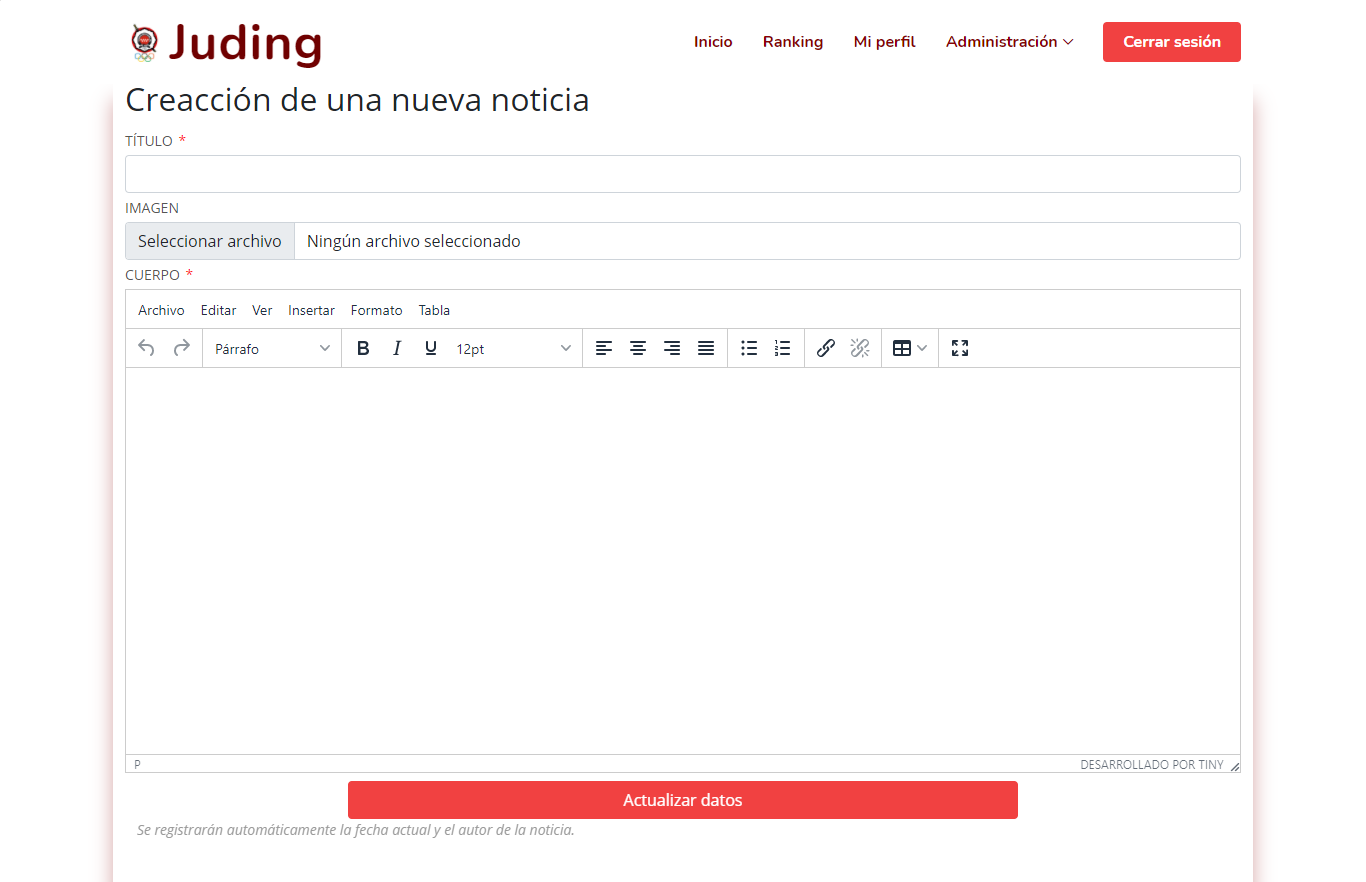 Juding
Inicio Ranking Mi perfil Administración Cerrar sesión
Creacción de una nueva noticia
TÍTULO *
IMAGEN
Seleccionar archivo Ningún archivo seleccionado
CUERPO *
Archivo Editar Ver Insertar Formato Tabla
Párrafo B I U 12pt
P DESARROLLADO POR TINY
Actualizar datos
Se registrarán automáticamente la fecha actual y el autor de la noticia.